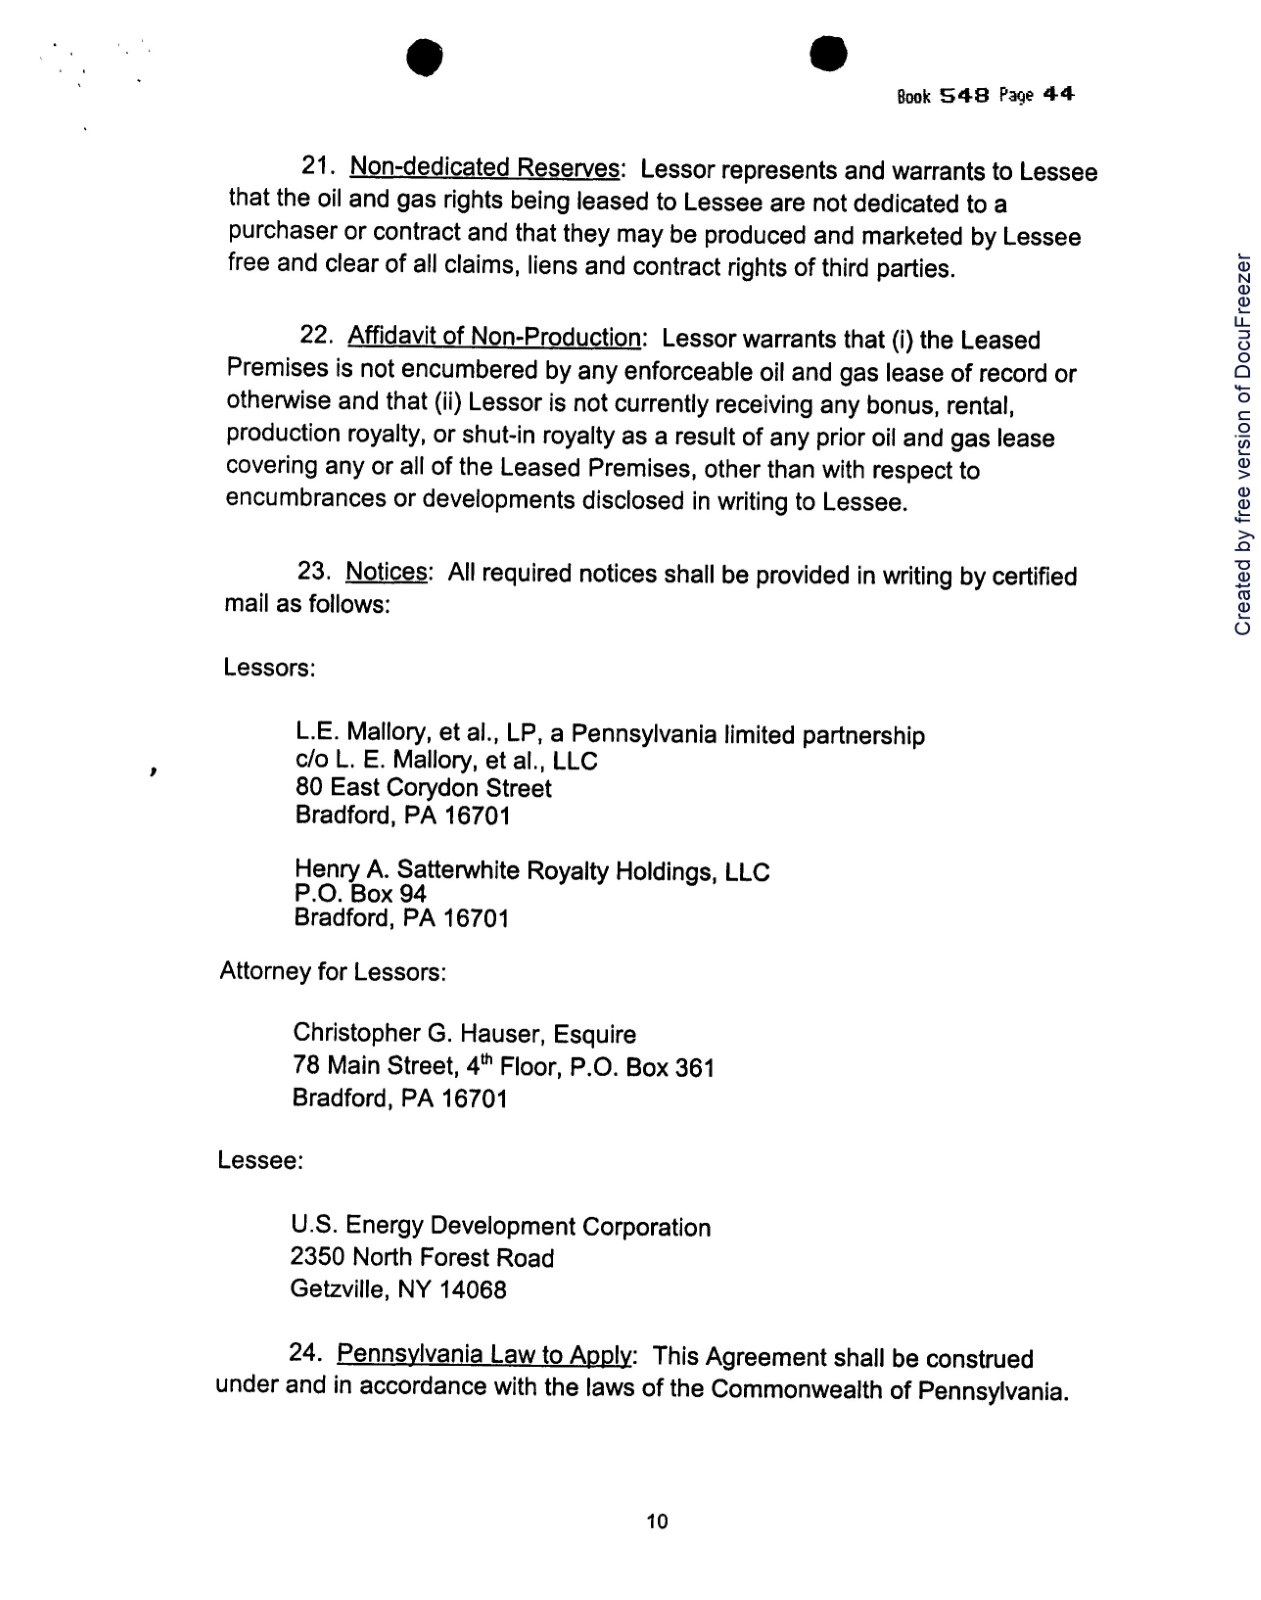 Book 548 Page 44
21. Non-dedicated Reserves: Lessor represents and warrants to Lessee
that the oil and gas rights being leased to Lessee are not dedicated to a
purchaser or contract and that they may be produced and marketed by Lessee
free and clear of all claims, liens and contract rights of third parties.
22. Affidavit of Non-Production: Lessor warrants that (i) the Leased
Premises is not encumbered by any enforceable oil and gas lease of record or
otherwise and that (ii) Lessor is not currently receiving any bonus, rental,
production royalty, or shut-in royalty as a result of any prior oil and gas lease
covering any or all of the Leased Premises, other than with respect to
encumbrances or developments disclosed in writing to Lessee.
23. Notices: All required notices shall be provided in writing by certified
mail as follows:
Lessors:
L.E. Mallory, et al., LP, a Pennsylvania limited partnership
c/o L. E. Mallory, et al., LLC
80 East Corydon Street
Bradford, PA 16701
Henry A. Satterwhite Royalty Holdings, LLC
P.O. Box 94
Bradford, PA 16701
Attorney for Lessors:
Christopher G. Hauser, Esquire
78 Main Street, 4th Floor, P.O. Box 361
Bradford, PA 16701
Lessee:
U.S. Energy Development Corporation
2350 North Forest Road
Getzville, NY 14068
24. Pennsylvania Law to Apply: This Agreement shall be construed
under and in accordance with the laws of the Commonwealth of Pennsylvania.
10
Created by free version of DocuFreezer